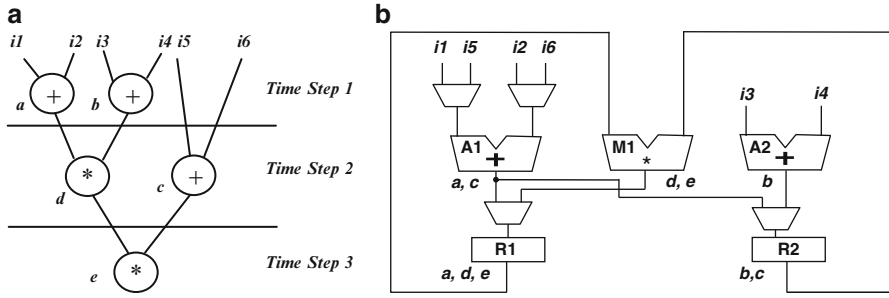 a
i1 i2 i3 i4 i5 i6
+ +
a b
Time Step 1
* +
d c
Time Step 2
*
e
Time Step 3
b
i1 i5 i2 i6
i3 i4
A1 M1 A2
+ * +
a, c d, e b
R1 R2
a, d, e b,c